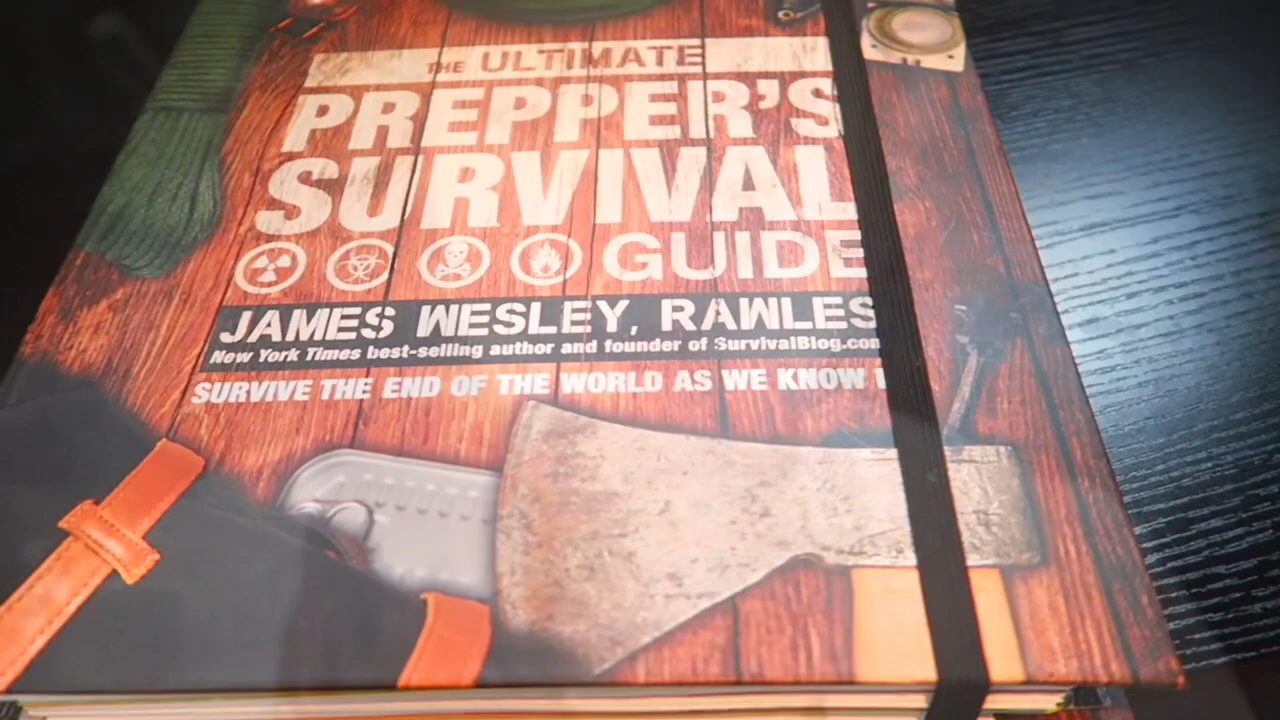 THE ULTIMATE
PREPPER'S
SURVIVAL
GUIDE
JAMES WESLEY, RAWLES
New York Times best-selling author and founder of SurvivalBlog.com
SURVIVE THE END OF THE WORLD AS WE KNOW